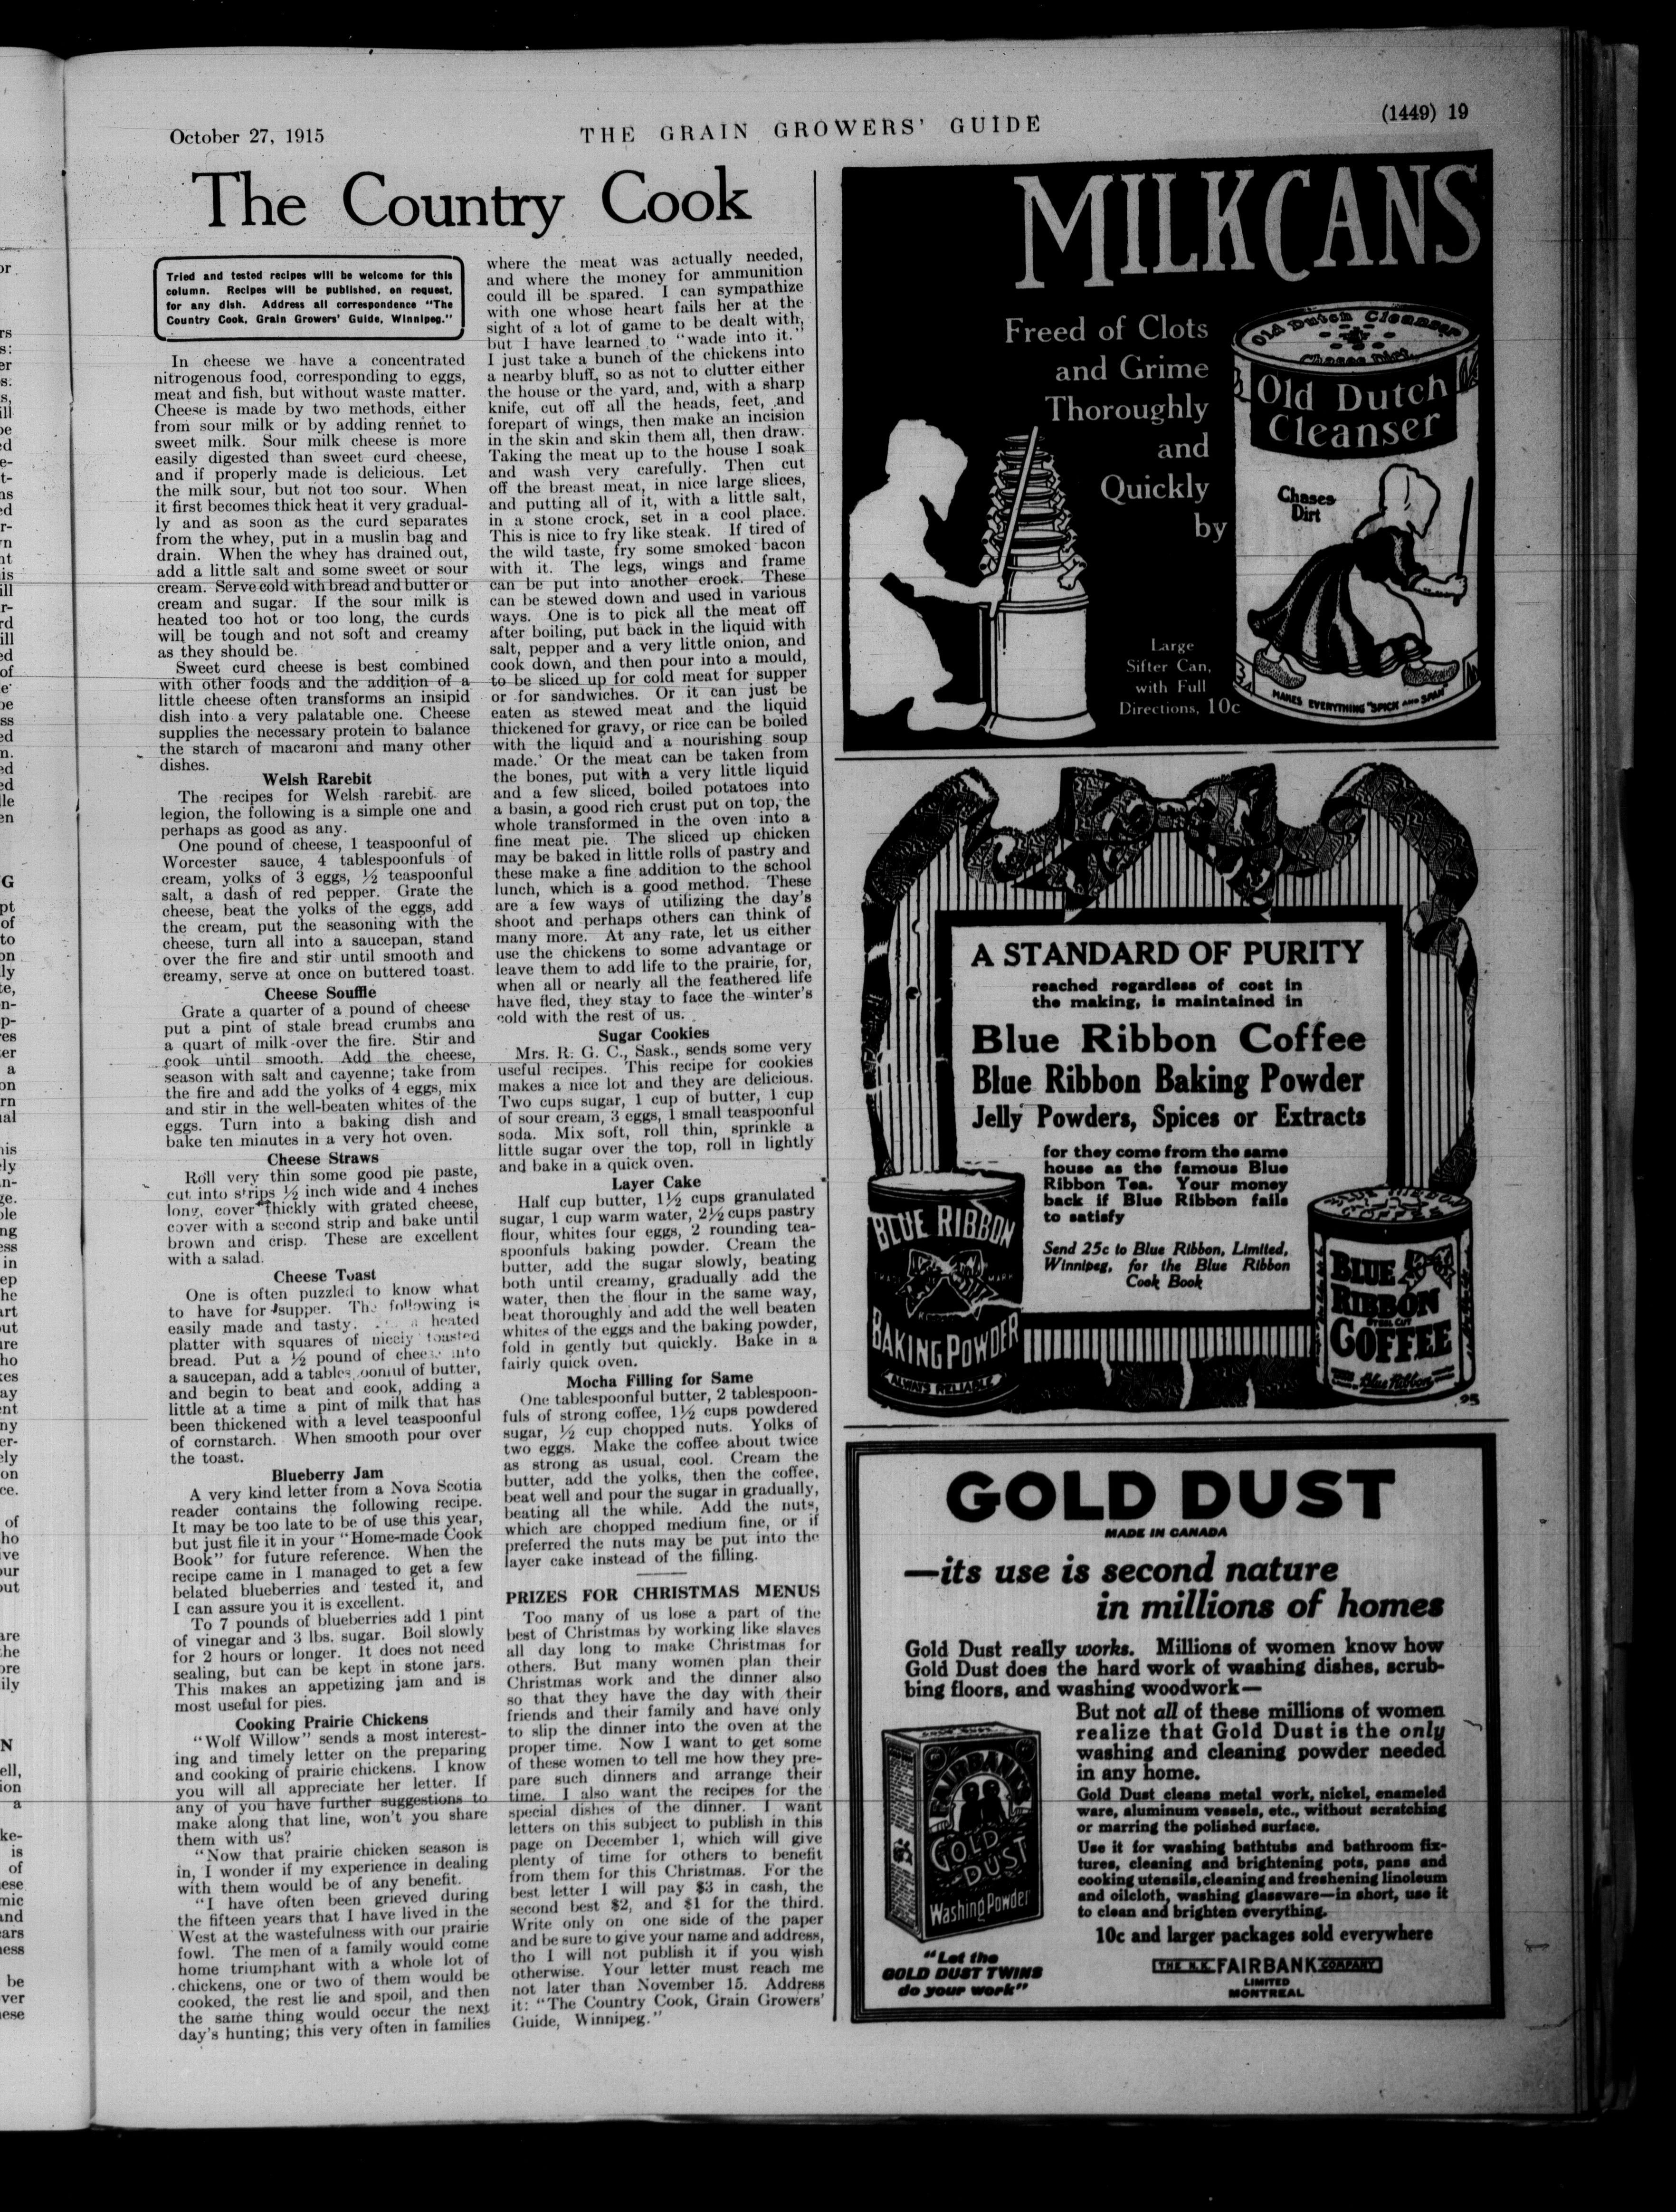 October 27, 1915
THE GRAIN GROWERS' GUIDE
(1449) 19
The Country Cook
Tried and tested recipes will be welcome for this
column. Recipes will be published, on request,
for any dish. Address all correspondence "The
Country Cook, Grain Growers' Guide, Winnipeg."
In cheese we have a concentrated
nitrogenous food, corresponding to eggs,
meat and fish, but without waste matter.
Cheese is made by two methods, either
from sour milk or by adding rennet to
sweet milk. Sour milk cheese is more
easily digested than sweet curd cheese,
and if properly made is delicious. Let
the milk sour, but not too sour. When
it first becomes thick heat it very gradual-
ly and as soon as the curd separates
from the whey, put in a muslin bag and
drain. When the whey has drained out,
add a little salt and some sweet or sour
cream. Serve cold with bread and butter or
cream and sugar. If the sour milk is
heated too hot or too long, the curds
will be tough and not soft and creamy
as they should be.
Sweet curd cheese is best combined
with other foods and the addition of a
little cheese often transforms an insipid
dish into a very palatable one. Cheese
supplies the necessary protein to balance
the starch of macaroni and many other
dishes.
Welsh Rarebit
The recipes for Welsh rarebit are
legion, the following is a simple one and
perhaps as good as any.
One pound of cheese, 1 teaspoonful of
Worcester sauce, 4 tablespoonfuls of
cream, yolks of 3 eggs, ½ teaspoonful
salt, a dash of red pepper. Grate the
cheese, beat the yolks of the eggs, add
the cream, put the seasoning with the
cheese, turn all into a saucepan, stand
over the fire and stir until smooth and
creamy, serve at once on buttered toast.
Cheese Souffle
Grate a quarter of a pound of cheese
put a pint of stale bread crumbs and
a quart of milk over the fire. Stir and
cook until smooth. Add the cheese,
season with salt and cayenne; take from
the fire and add the yolks of 4 eggs, mix
and stir in the well-beaten whites of the
eggs. Turn into a baking dish and
bake ten minutes in a very hot oven.
Cheese Straws
Roll very thin some good pie paste,
cut into strips ½ inch wide and 4 inches
long, cover thickly with grated cheese,
cover with a second strip and bake until
brown and crisp. These are excellent
with a salad.
Cheese Toast
One is often puzzled to know what
to have for supper. The following is
easily made and tasty. a heated
platter with squares of nicely toasted
bread. Put a ½ pound of cheese into
a saucepan, add a tablespoonful of butter,
and begin to beat and cook, adding a
little at a time a pint of milk that has
been thickened with a level teaspoonful
of cornstarch. When smooth pour over
the toast.
Blueberry Jam
A very kind letter from a Nova Scotia
reader contains the following recipe.
It may be too late to be of use this year,
but just file it in your "Home-made Cook
Book" for future reference. When the
recipe came in I managed to get a few
belated blueberries and tested it, and
I can assure you it is excellent.
To 7 pounds of blueberries add 1 pint
of vinegar and 3 lbs. sugar. Boil slowly
for 2 hours or longer. It does not need
sealing, but can be kept in stone jars.
This makes an appetizing jam and is
most useful for pies.
Cooking Prairie Chickens
"Wolf Willow" sends a most interest-
ing and timely letter on the preparing
and cooking of prairie chickens. I know
you will all appreciate her letter. If
any of you have further suggestions to
make along that line, won't you share
them with us?
"Now that prairie chicken season is
in, I wonder if my experience in dealing
with them would be of any benefit.
"I have often been grieved during
the fifteen years that I have lived in the
West at the wastefulness with our prairie
fowl. The men of a family would come
home triumphant with a whole lot of
chickens, one or two of them would be
cooked, the rest lie and spoil, and then
the same thing would occur the next
day's hunting; this very often in families
where the meat was actually needed,
and where the money for ammunition
could ill be spared. I can sympathize
with one whose heart fails her at the
sight of a lot of game to be dealt with,
but I have learned to "wade into it."
I just take a bunch of the chickens into
a nearby bluff, so as not to clutter either
the house or the yard, and, with a sharp
knife, cut off all the heads, feet, and
forepart of wings, then make an incision
in the skin and skin them all, then draw.
Taking the meat up to the house I soak
and wash very carefully. Then cut
off the breast meat, in nice large slices,
and putting all of it, with a little salt,
in a stone crock, set in a cool place.
This is nice to fry like steak. If tired of
the wild taste, fry some smoked bacon
with it. The legs, wings and frame
can be put into another crock. These
can be stewed down and used in various
ways. One is to pick all the meat off
after boiling, put back in the liquid with
salt, pepper and a very little onion, and
cook down, and then pour into a mould,
to be sliced up for cold meat for supper
or for sandwiches. Or it can just be
eaten as stewed meat and the liquid
thickened for gravy, or rice can be boiled
with the liquid and a nourishing soup
made. Or the meat can be taken from
the bones, put with a very little liquid
and a few sliced, boiled potatoes into
a basin, a good rich crust put on top, the
whole transformed in the oven into a
fine meat pie. The sliced up chicken
may be baked in little rolls of pastry and
these make a fine addition to the school
lunch, which is a good method. These
are a few ways of utilizing the day's
shoot and perhaps others can think of
many more. At any rate, let us either
use the chickens to some advantage or
leave them to add life to the prairie, for,
when all or nearly all the feathered life
have fled, they stay to face the winter's
cold with the rest of us.
Sugar Cookies
Mrs. R. G. C., Sask., sends some very
useful recipes. This recipe for cookies
makes a nice lot and they are delicious.
Two cups sugar, 1 cup of butter, 1 cup
of sour cream, 3 eggs, 1 small teaspoonful
soda. Mix soft, roll thin, sprinkle a
little sugar over the top, roll in lightly
and bake in a quick oven.
Layer Cake
Half cup butter, 1½ cups granulated
sugar, 1 cup warm water, 2½ cups pastry
flour, whites four eggs, 2 rounding tea-
spoonfuls baking powder. Cream the
butter, add the sugar slowly, beating
both until creamy, gradually add the
water, then the flour in the same way,
beat thoroughly and add the well beaten
whites of the eggs and the baking powder,
fold in gently but quickly. Bake in a
fairly quick oven.
Mocha Filling for Same
One tablespoonful butter, 2 tablespoon-
fuls of strong coffee, 1½ cups powdered
sugar, ½ cup chopped nuts. Yolks of
two eggs. Make the coffee about twice
as strong as usual, cool. Cream the
butter, add the yolks, then the coffee,
beat well and pour the sugar in gradually,
beating all the while. Add the nuts,
which are chopped medium fine, or if
preferred the nuts may be put into the
layer cake instead of the filling.
PRIZES FOR CHRISTMAS MENUS
Too many of us lose a part of the
best of Christmas by working like slaves
all day long to make Christmas for
others. But many women plan their
Christmas work and the dinner also
so that they have the day with their
friends and their family and have only
to slip the dinner into the oven at the
proper time. Now I want to get some
of these women to tell me how they pre-
pare such dinners and arrange their
time. I also want the recipes for the
special dishes of the dinner. I want
letters on this subject to publish in this
page on December 1, which will give
plenty of time for others to benefit
from them for this Christmas. For the
best letter I will pay $3 in cash, the
second best $2, and $1 for the third.
Write only on one side of the paper
and be sure to give your name and address,
tho I will not publish it if you wish
otherwise. Your letter must reach me
not later than November 15. Address
it: "The Country Cook, Grain Growers'
Guide, Winnipeg."
MILKCANS
Freed of Clots
and Grime
Thoroughly
and
Quickly
by
Large
Sifter Can,
with Full
Directions, 10c
Old Dutch Cleanser
Chases Dirt
Old Dutch
Cleanser
Chases
Dirt
MAKES EVERYTHING "SPICK AND SPAN"
A STANDARD OF PURITY
reached regardless of cost in
the making, is maintained in
Blue Ribbon Coffee
Blue Ribbon Baking Powder
Jelly Powders, Spices or Extracts
for they come from the same
house as the famous Blue
Ribbon Tea. Your money
back if Blue Ribbon fails
to satisfy
Send 25c to Blue Ribbon, Limited,
Winnipeg, for the Blue Ribbon
Cook Book
BLUE RIBBON
BAKING POWDER
ALWAYS RELIABLE
COFFEE
BLUE
RIBBON
STEEL CUT
COFFEE
Blue Ribbon
95
GOLD DUST
MADE IN CANADA
—its use is second nature
in millions of homes
Gold Dust really works. Millions of women know how
Gold Dust does the hard work of washing dishes, scrub-
bing floors, and washing woodwork—
But not all of these millions of women
realize that Gold Dust is the only
washing and cleaning powder needed
in any home.
Gold Dust cleans metal work, nickel, enameled
ware, aluminum vessels, etc., without scratching
or marring the polished surface.
Use it for washing bathtubs and bathroom fix-
tures, cleaning and brightening pots, pans and
cooking utensils, cleaning and freshening linoleum
and oilcloth, washing glassware—in short, use it
to clean and brighten everything.
10c and larger packages sold everywhere
THE N.K. FAIRBANK COMPANY
LIMITED
MONTREAL
FAIRBANK'S
GOLD
DUST
Washing Powder
"Let the
GOLD DUST TWINS
do your work"